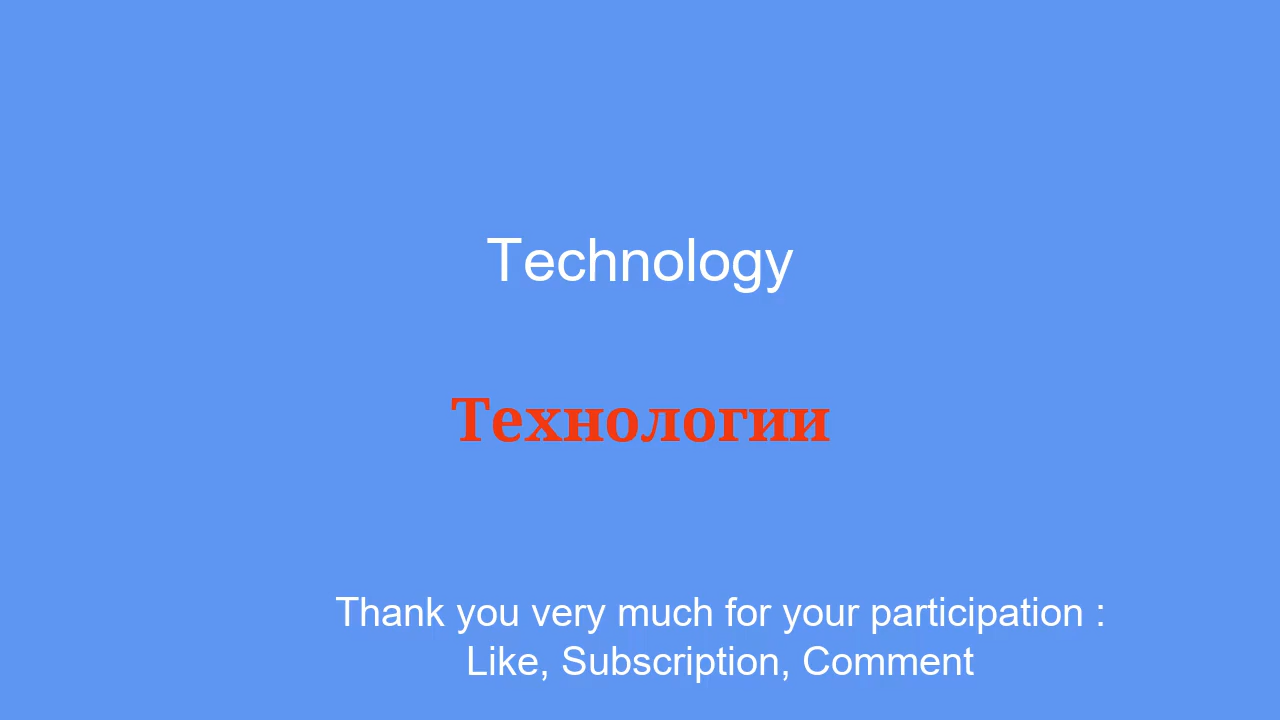 Technology
Технологии
Thank you very much for your participation :
Like, Subscription, Comment